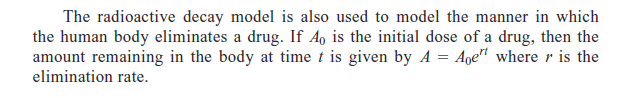 The radioactive decay model is also used to model the manner in which
the human body eliminates a drug. If A₀ is the initial dose of a drug, then the
amount remaining in the body at time t is given by A = A₀eʳᵗ where r is the
elimination rate.